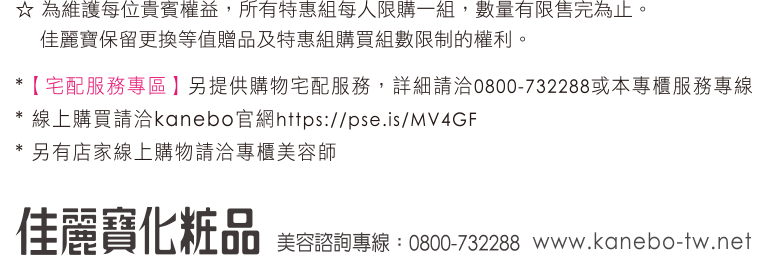 ☆ 為維護每位貴賓權益，所有特惠組每人限購一組，數量有限售完為止。
佳麗寶保留更換等值贈品及特惠組購買組數限制的權利。
*【宅配服務專區】另提供購物宅配服務，詳細請洽0800-732288或本專櫃服務專線
* 線上購買請洽kanebo官網https://pse.is/MV4GF
* 另有店家線上購物請洽專櫃美容師
佳麗寶化粧品 美容諮詢專線：0800-732288 www.kanebo-tw.net